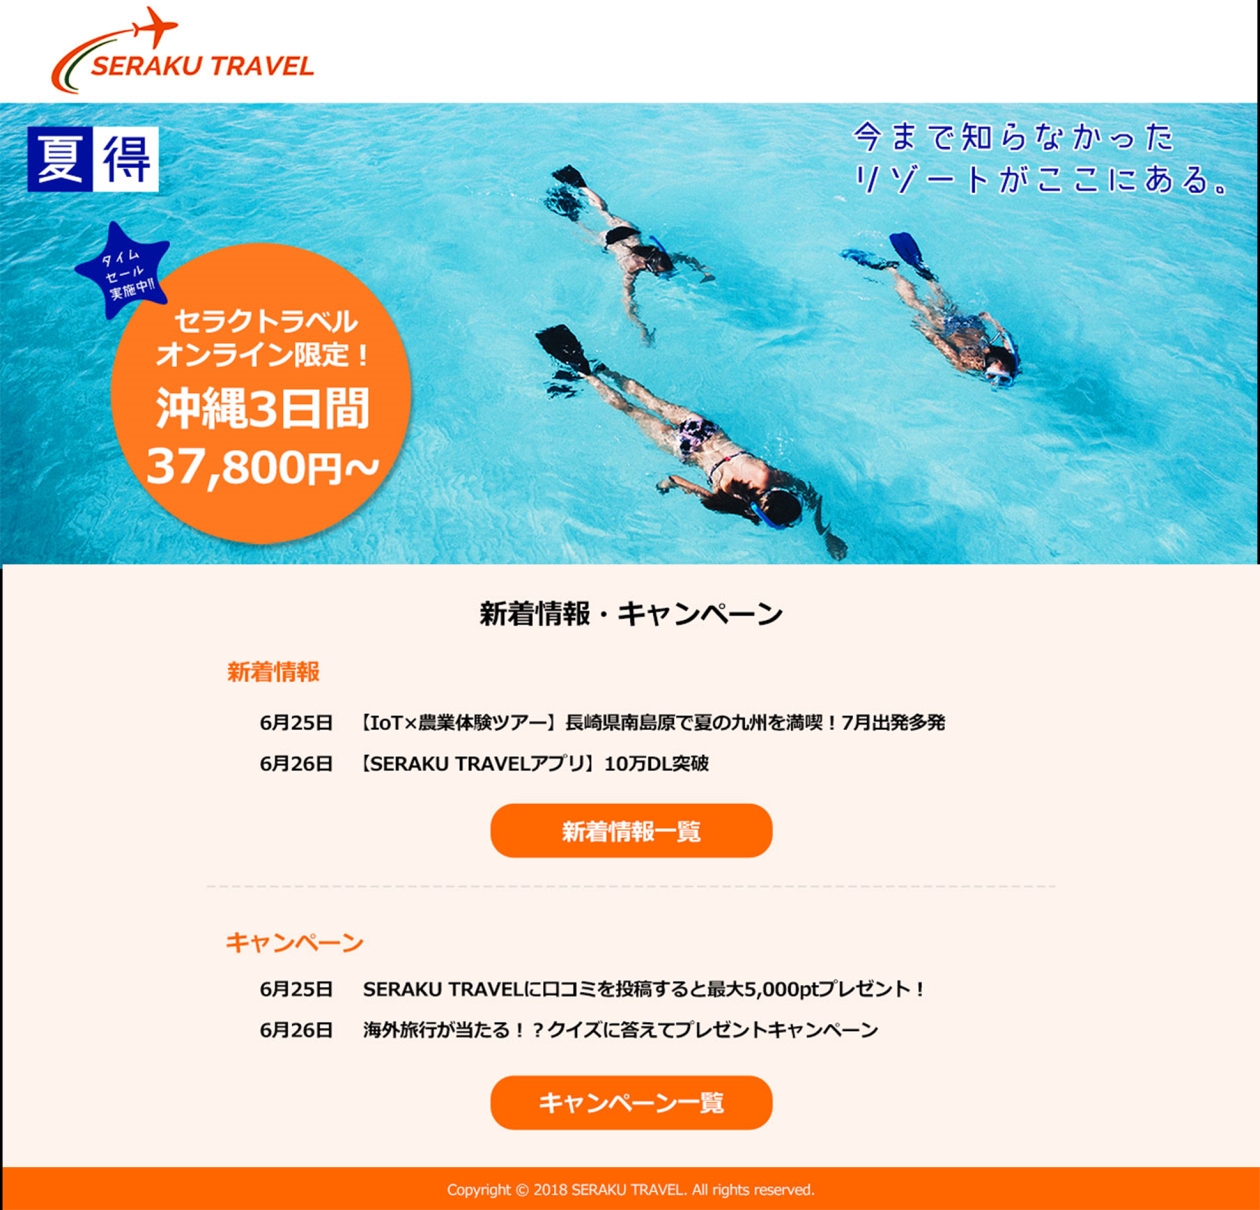 SERAKU TRAVEL
夏得
今まで知らなかった
リゾートがここにある。
タイム
セール
実施中!!
セラクトラベル
オンライン限定！
沖縄3日間
37,800円～
新着情報・キャンペーン
新着情報
6月25日 【IoT×農業体験ツアー】長崎県南島原で夏の九州を満喫！7月出発多発
6月26日 【SERAKU TRAVELアプリ】10万DL突破
新着情報一覧
キャンペーン
6月25日 SERAKU TRAVELに口コミを投稿すると最大5,000ptプレゼント！
6月26日 海外旅行が当たる！？クイズに答えてプレゼントキャンペーン
キャンペーン一覧
Copyright © 2018 SERAKU TRAVEL. All rights reserved.